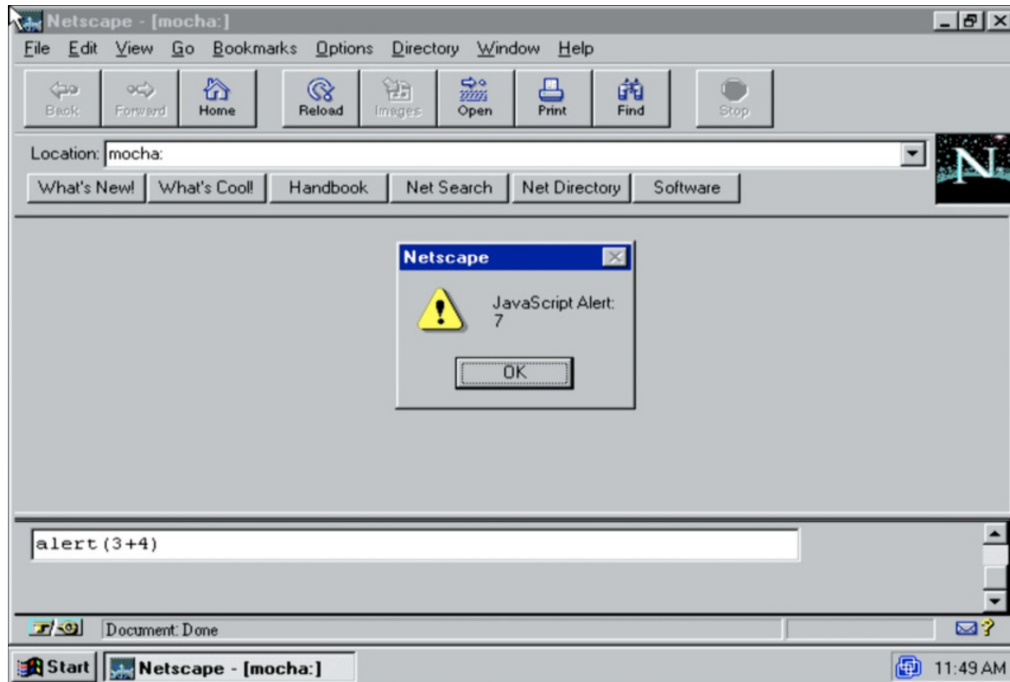 Netscape - [mocha:]
File Edit View Go Bookmarks Options Directory Window Help
Back Forward Home Reload Images Open Print Find Stop
Location: mocha:
N
What's New! What's Cool! Handbook Net Search Net Directory Software
Netscape
JavaScript Alert:
7
OK
alert(3+4)
Document: Done
Start Netscape - [mocha:] 11:49 AM